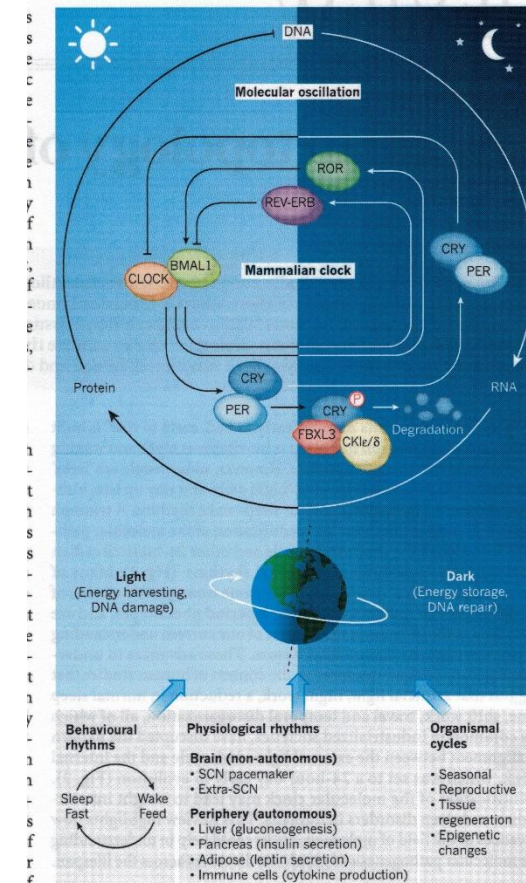 DNA
Molecular oscillation
ROR
REV-ERB
CRY
PER
BMAL1
CLOCK
Mammalian clock
CRY
PER
CRY
P
FBXL3
CKIε/δ
Degradation
Protein
RNA
Light
(Energy harvesting,
DNA damage)
Dark
(Energy storage,
DNA repair)
Behavioural
rhythms
Sleep
Fast
Wake
Feed
Physiological rhythms
Brain (non-autonomous)
• SCN pacemaker
• Extra-SCN
Periphery (autonomous)
• Liver (gluconeogenesis)
• Pancreas (insulin secretion)
• Adipose (leptin secretion)
• Immune cells (cytokine production)
Organismal
cycles
• Seasonal
• Reproductive
• Tissue
regeneration
• Epigenetic
changes